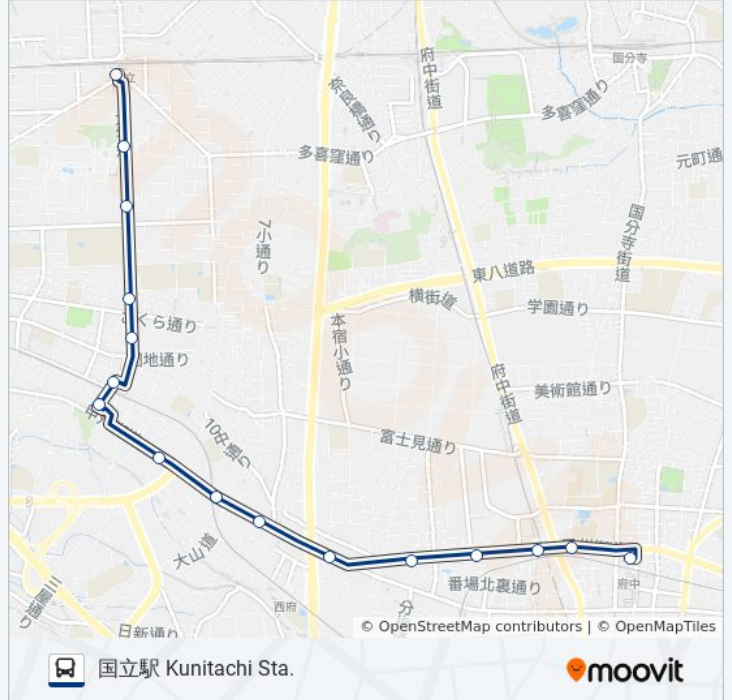 国分寺
府中街道
奈良橋通り
多喜窪通り
多喜窪通り
元町通
国分寺街道
7小通り
東八道路
横街道
学園通り
さくら通り
本宿小通り
団地通り
府中街道
美術館通り
10中通り
富士見通り
大山道
府中
番場北裏通り
三屋通り
西府
分
日新通り
© OpenStreetMap contributors | © OpenMapTiles
国立駅 Kunitachi Sta.
moovit